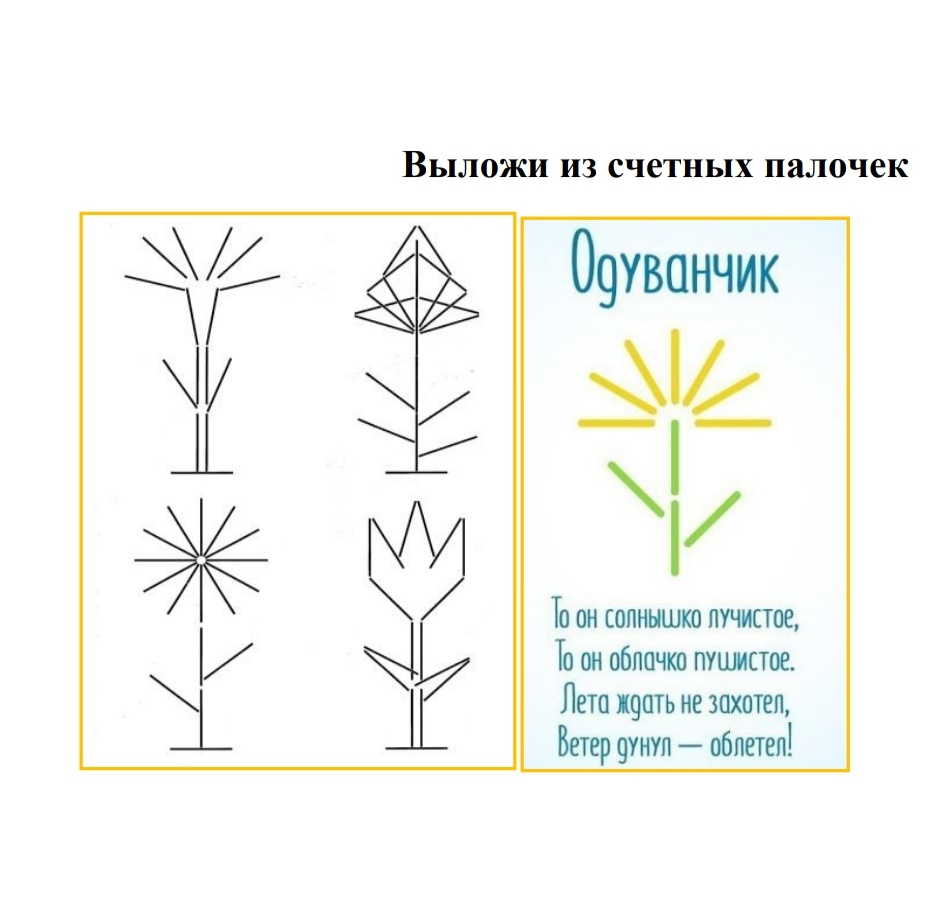 Выложи из счетных палочек
Одуванчик
То он солнышко лучистое,
То он облачко пушистое.
Лета ждать не захотел,
Ветер дунул — облетел!